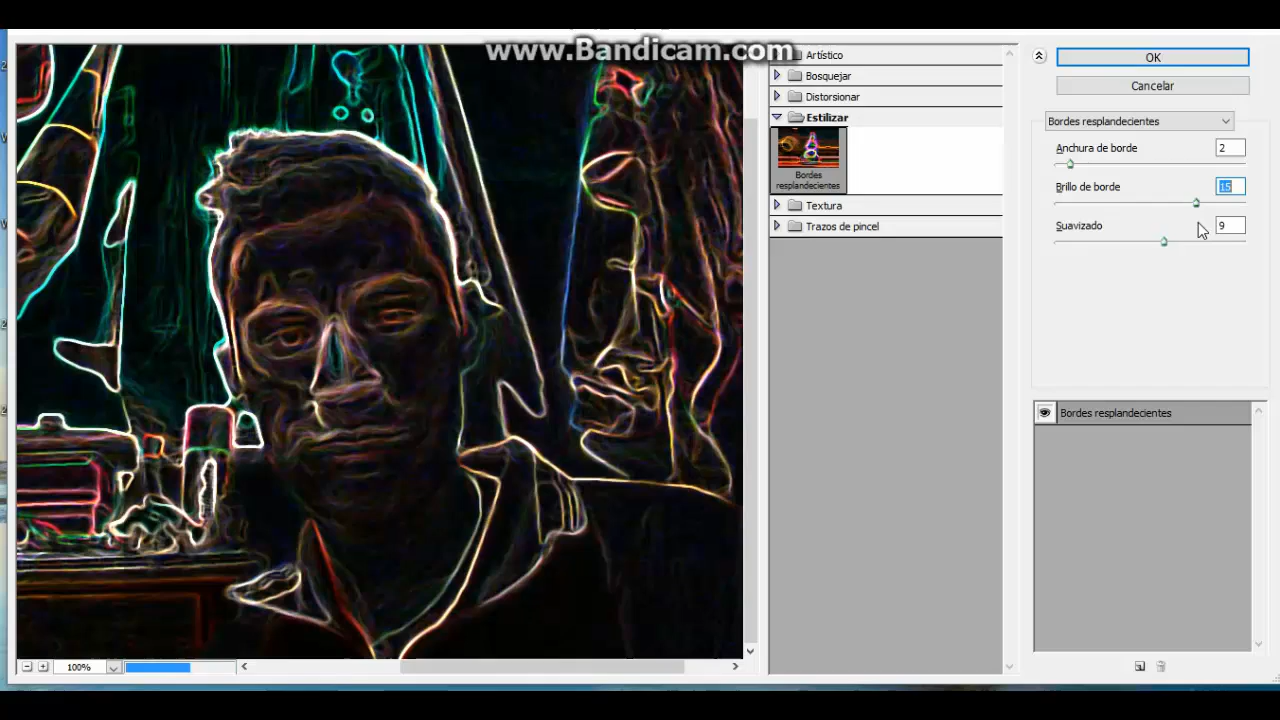 www.Bandicam.com
Artístico
Bosquejar
Distorsionar
Estilizar
Bordes
resplandecientes
Textura
Trazos de pincel
OK
Cancelar
Bordes resplandecientes
Anchura de borde 2
Brillo de borde 15
Suavizado 9
Bordes resplandecientes
100%